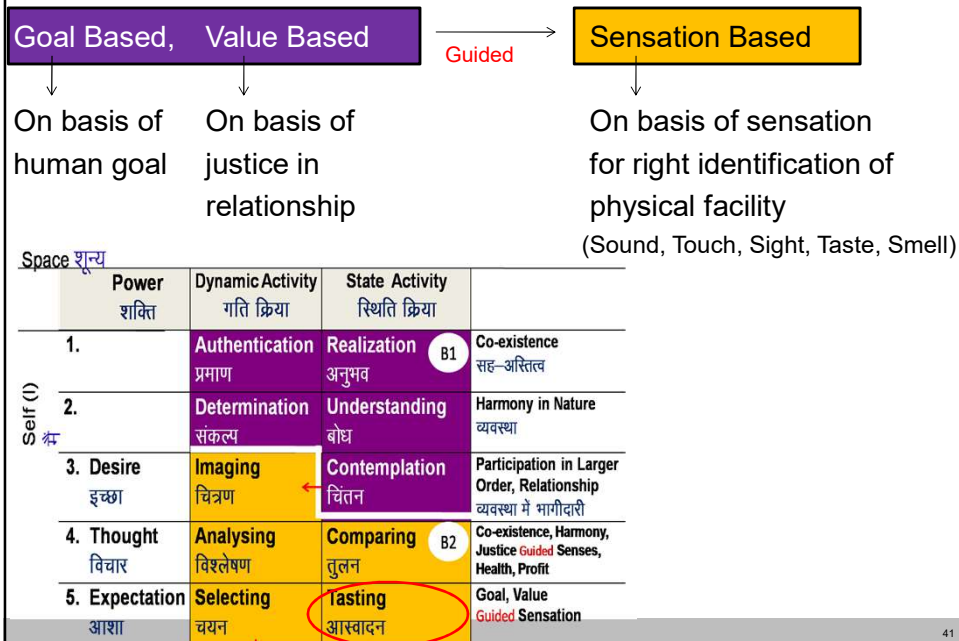 Goal Based, Value Based
Guided
Sensation Based
On basis of
human goal
On basis of
justice in
relationship
On basis of sensation
for right identification of
physical facility
(Sound, Touch, Sight, Taste, Smell)
Space शून्य
Power
शक्ति
Dynamic Activity
गति क्रिया
State Activity
स्थिति क्रिया
Self (I)
मैं
1.
Authentication
प्रमाण
Realization
अनुभव
B1
Co-existence
सह–अस्तित्व
2.
Determination
संकल्प
Understanding
बोध
Harmony in Nature
व्यवस्था
3. Desire
इच्छा
Imaging
चित्रण
Contemplation
चिंतन
Participation in Larger
Order, Relationship
व्यवस्था में भागीदारी
4. Thought
विचार
Analysing
विश्लेषण
Comparing
तुलन
B2
Co-existence, Harmony,
Justice Guided Senses,
Health, Profit
5. Expectation
आशा
Selecting
चयन
Tasting
आस्वादन
Goal, Value
Guided Sensation
41